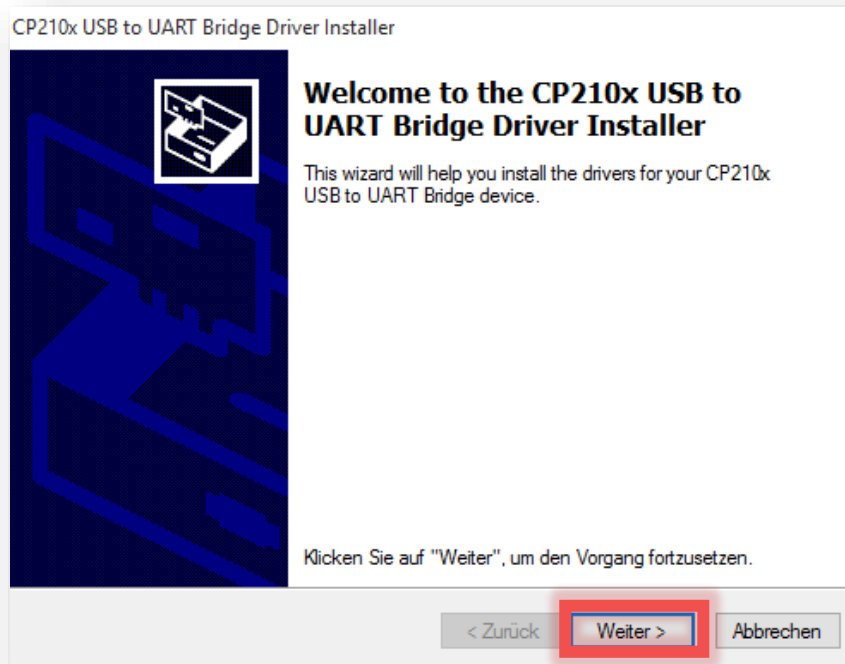 CP210x USB to UART Bridge Driver Installer
Welcome to the CP210x USB to
UART Bridge Driver Installer
This wizard will help you install the drivers for your CP210x
USB to UART Bridge device.
Klicken Sie auf "Weiter", um den Vorgang fortzusetzen.
< Zurück Weiter > Abbrechen